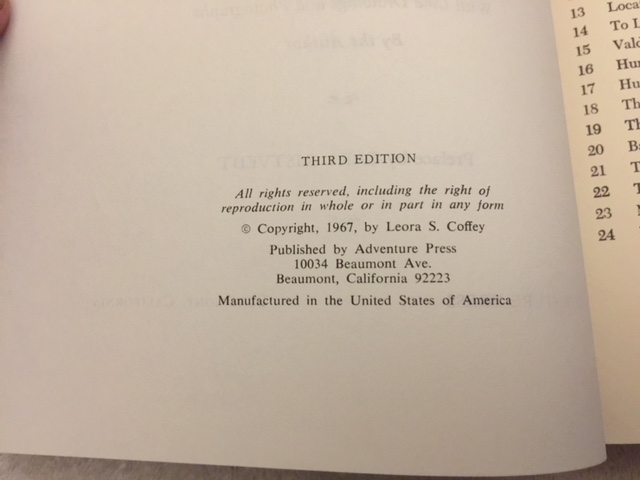 THIRD EDITION
All rights reserved, including the right of
reproduction in whole or in part in any form
© Copyright, 1967, by Leora S. Coffey
Published by Adventure Press
10034 Beaumont Ave.
Beaumont, California 92223
Manufactured in the United States of America
13
14 To
15
16
17
18
19
20
21
22
23
24